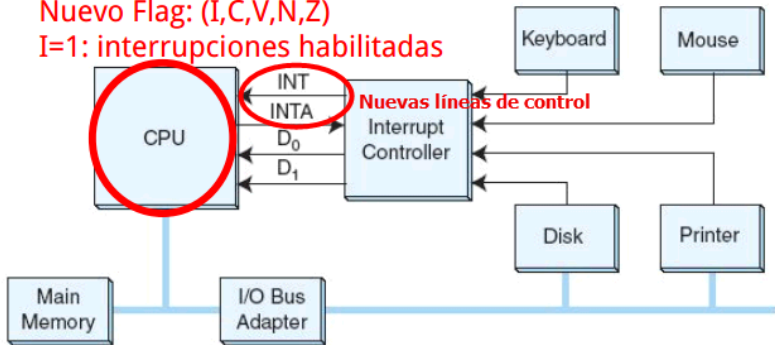 Nuevo Flag: (I,C,V,N,Z)
I=1: interrupciones habilitadas
Keyboard
Mouse
INT
Nuevas líneas de control
INTA
CPU
D0
D1
Interrupt
Controller
Disk
Printer
Main
Memory
I/O Bus
Adapter